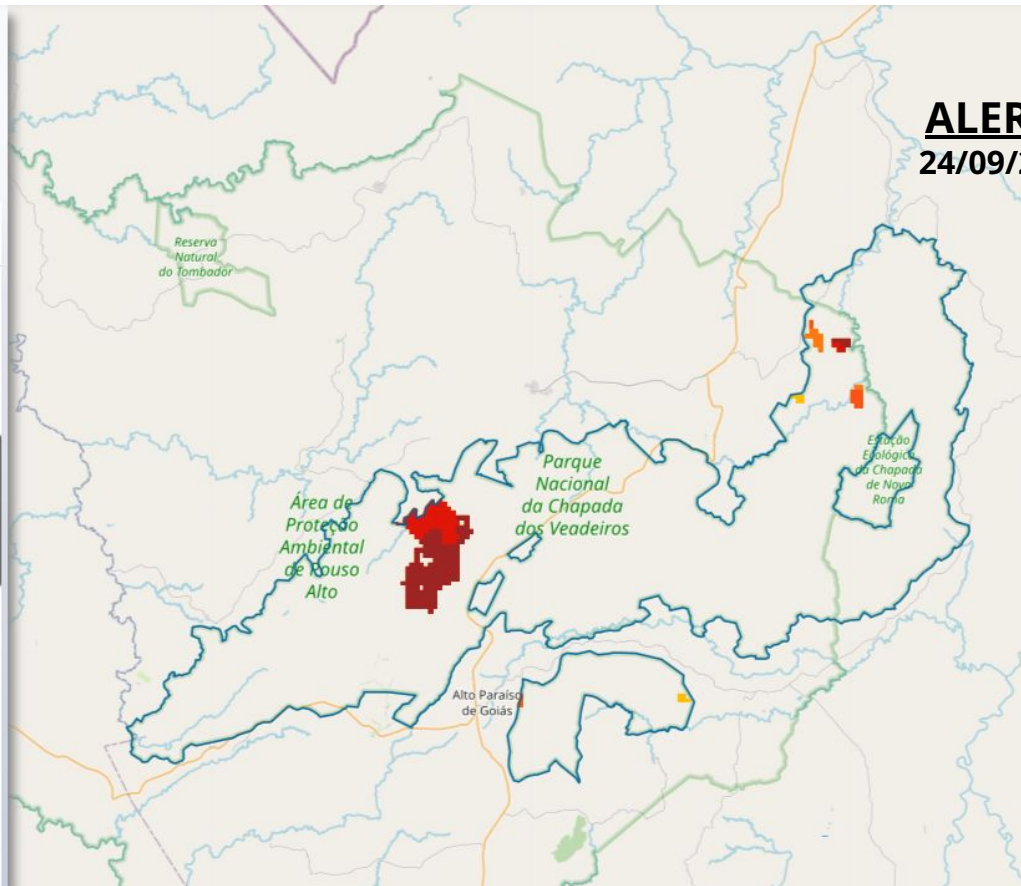 ALER
24/09/2
Reserva
Natural
do Tombador
Parque
Nacional
da Chapada
dos Veadeiros
Estação
Ecológica
da Chapada
de Nova
Roma
Área de
Proteção
Ambiental
de Pouso
Alto
Alto Paraíso
de Goiás